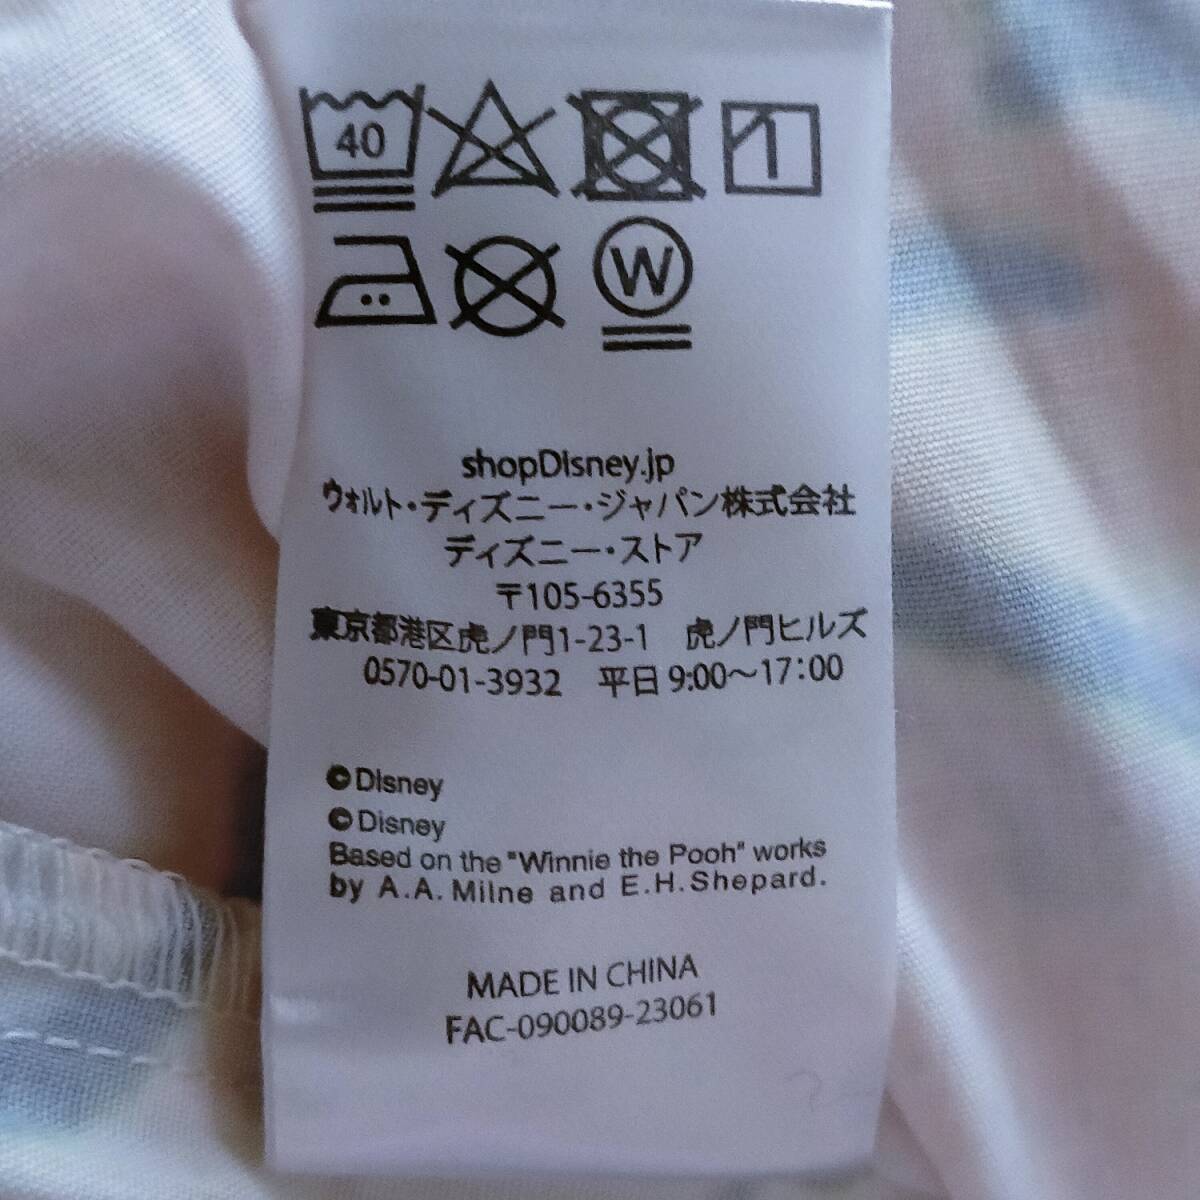 40
W
shopDisney.jp
ウォルト・ディズニー・ジャパン株式会社
ディズニー・ストア
〒105-6355
東京都港区虎ノ門1-23-1 虎ノ門ヒルズ
0570-01-3932 平日9:00～17:00
©Disney
©Disney
Based on the "Winnie the Pooh" works
by A.A. Milne and E.H.Shepard.
MADE IN CHINA
FAC-090089-23061